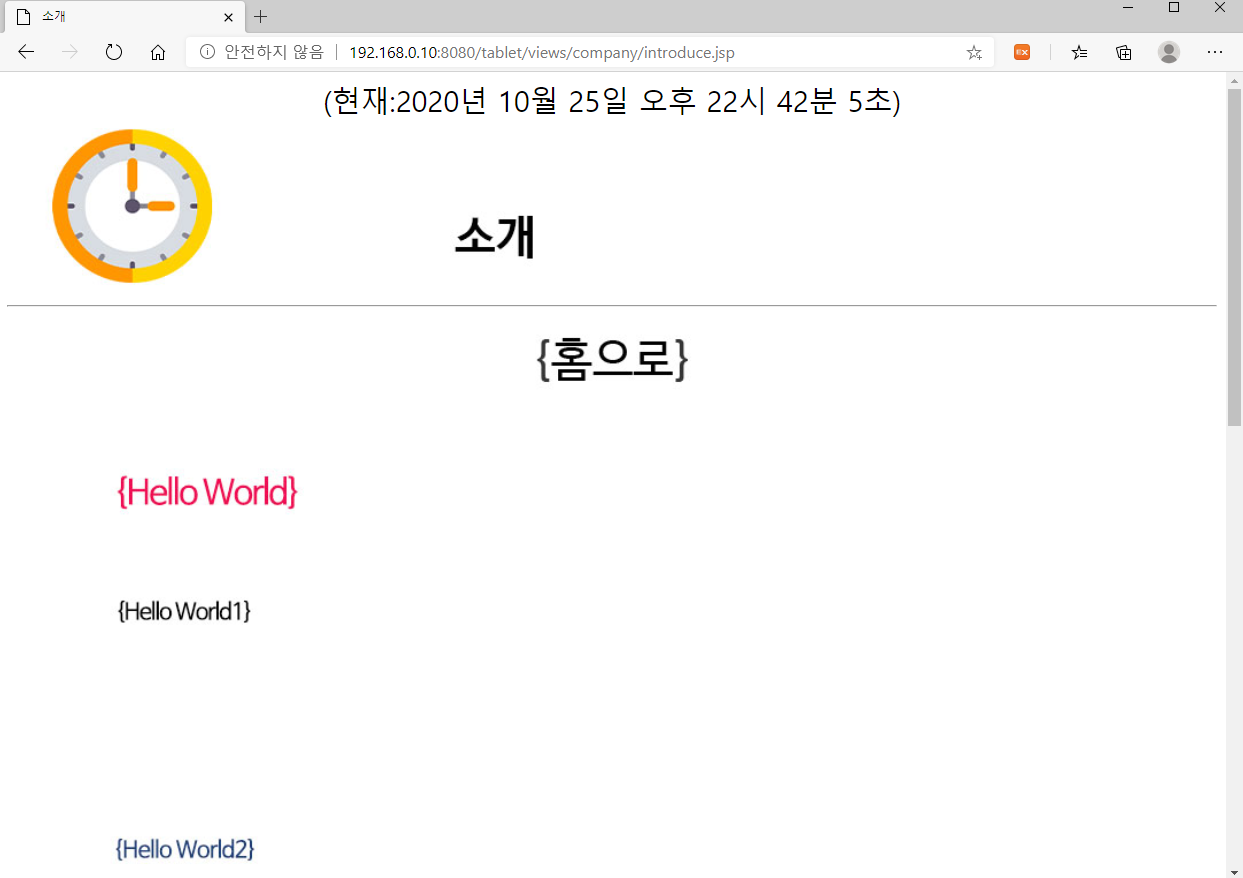 소개
안전하지 않음 192.168.0.10:8080/tablet/views/company/introduce.jsp
EX
(현재:2020년 10월 25일 오후 22시 42분 5초)
소개
{홈으로}
{Hello World}
{Hello World1}
{Hello World2}